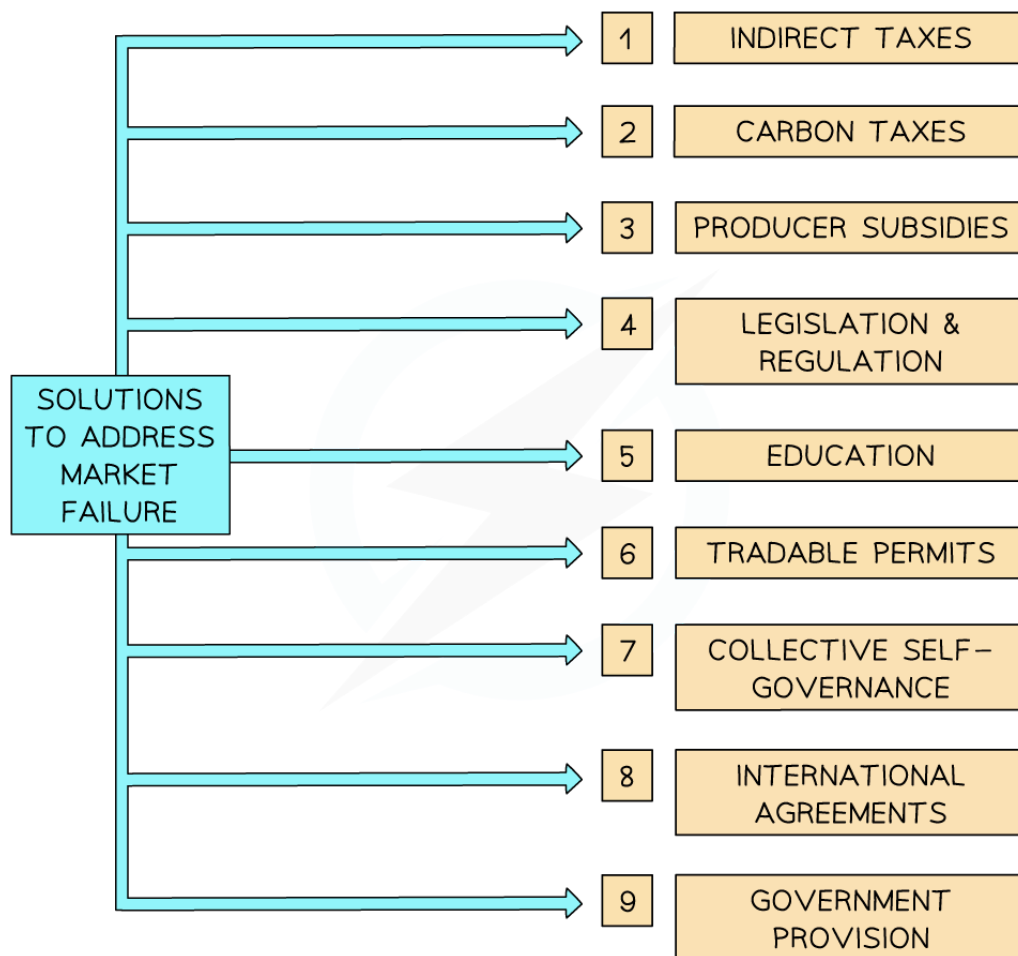 1
INDIRECT TAXES
2
CARBON TAXES
3
PRODUCER SUBSIDIES
4
LEGISLATION &
REGULATION
SOLUTIONS
TO ADDRESS
MARKET
FAILURE
5
EDUCATION
6
TRADABLE PERMITS
7
COLLECTIVE SELF-
GOVERNANCE
8
INTERNATIONAL
AGREEMENTS
9
GOVERNMENT
PROVISION